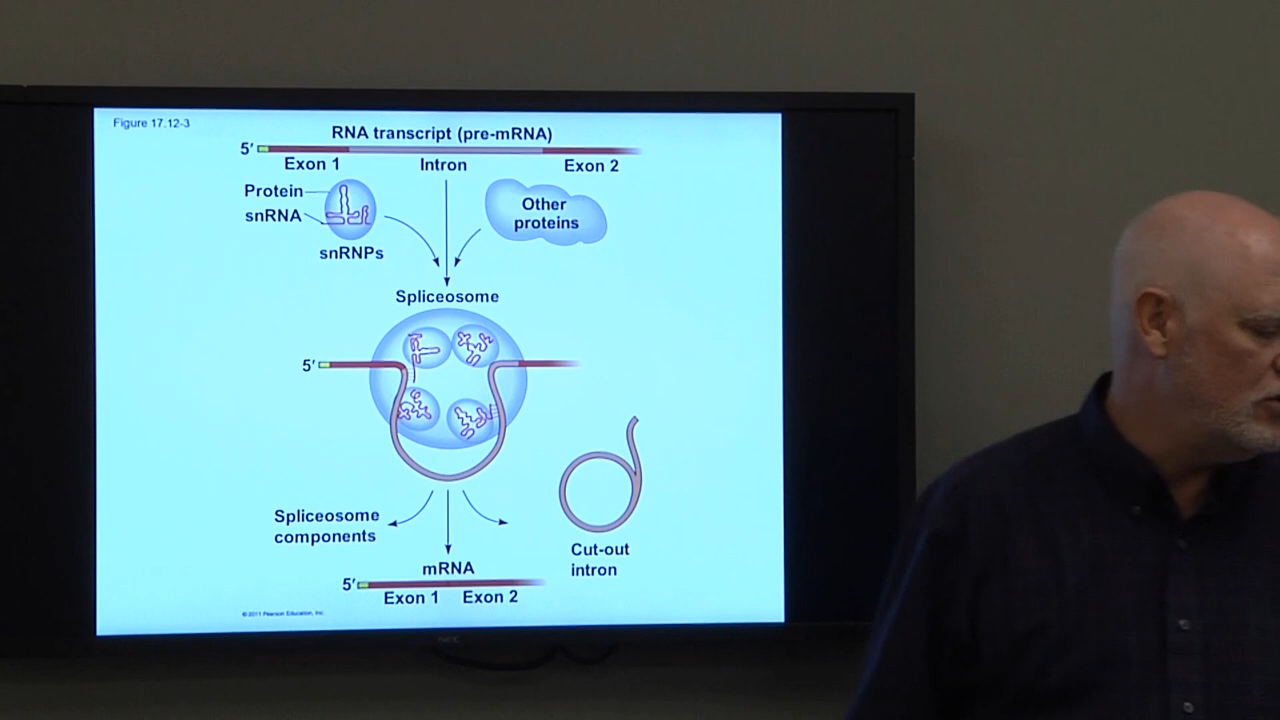 Figure 17.12-3
RNA transcript (pre-mRNA)
5′
Exon 1
Intron
Exon 2
Protein
snRNA
snRNPs
Other
proteins
Spliceosome
5′
Spliceosome
components
Cut-out
intron
mRNA
5′
Exon 1
Exon 2
© 2011 Pearson Education, Inc.
NEC